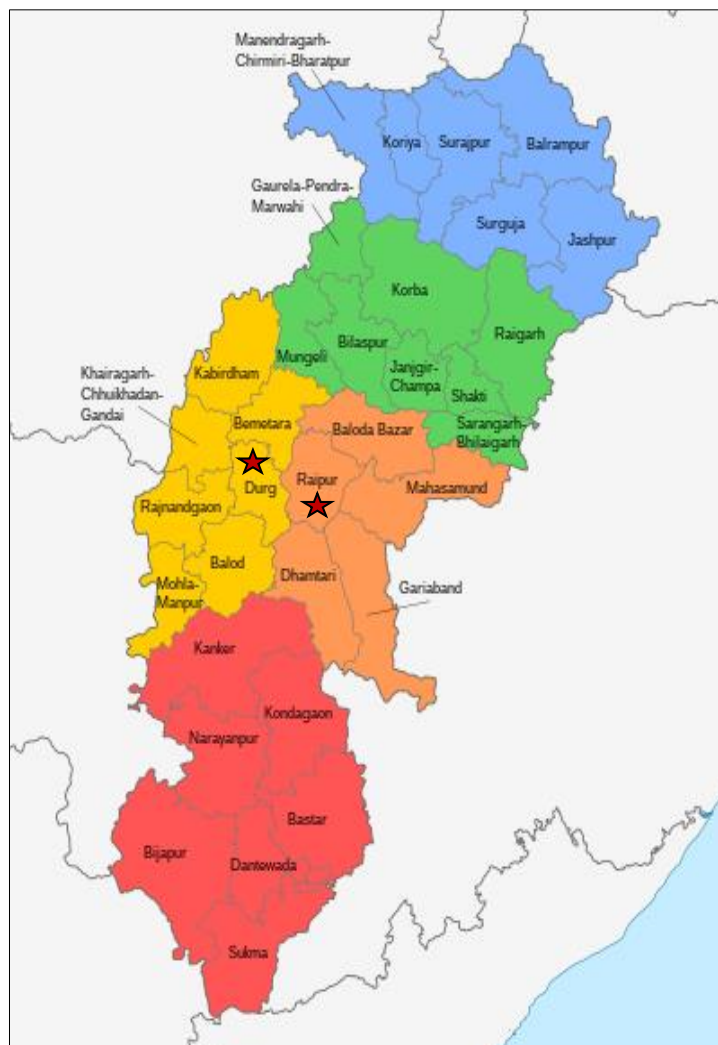 Manendragarh-
Chirmiri-Bharatpur
Koriya
Surajpur
Balrampur
Gaurela-Pendra-
Marwahi
Surguja
Jashpur
Korba
Raigarh
Bilaspur
Mungeli
Janjgir-
Champa
Shakti
Kabirdham
Khairagarh-
Chhuikhadan-
Gandai
Bemetara
Baloda Bazar
Sarangarh-
Bhilaigarh
Durg
Raipur
Mahasamund
Rajnandgaon
Balod
Dhamtari
Mohla-
Manpur
Gariaband
Kanker
Kondagaon
Narayanpur
Bastar
Bijapur
Dantewada
Sukma